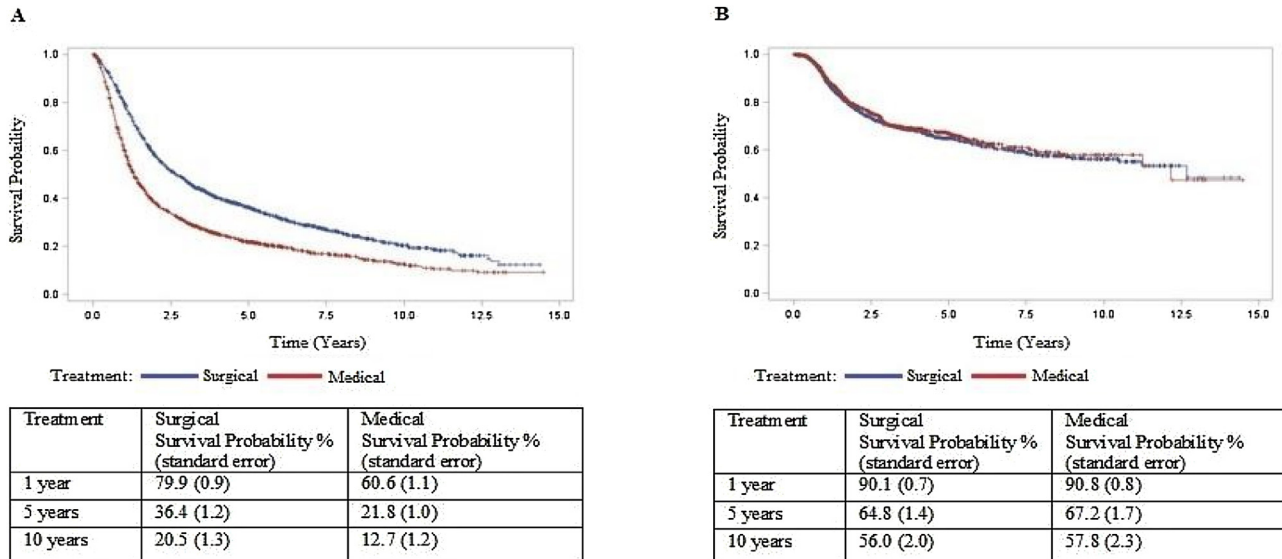 A
Survival Probaility
1.0
0.8
0.6
0.4
0.2
0.0
0.0 2.5 5.0 7.5 10.0 12.5 15.0
Time (Years)
Treatment: Surgical Medical
Treatment Surgical Medical
Survival Probability % Survival Probability %
(standard error) (standard error)
1 year 79.9 (0.9) 60.6 (1.1)
5 years 36.4 (1.2) 21.8 (1.0)
10 years 20.5 (1.3) 12.7 (1.2)
B
Survival Probaility
1.0
0.8
0.6
0.4
0.2
0.0
0.0 2.5 5.0 7.5 10.0 12.5 15.0
Time (Years)
Treatment: Surgical Medical
Treatment Surgical Medical
Survival Probability % Survival Probability %
(standard error) (standard error)
1 year 90.1 (0.7) 90.8 (0.8)
5 years 64.8 (1.4) 67.2 (1.7)
10 years 56.0 (2.0) 57.8 (2.3)